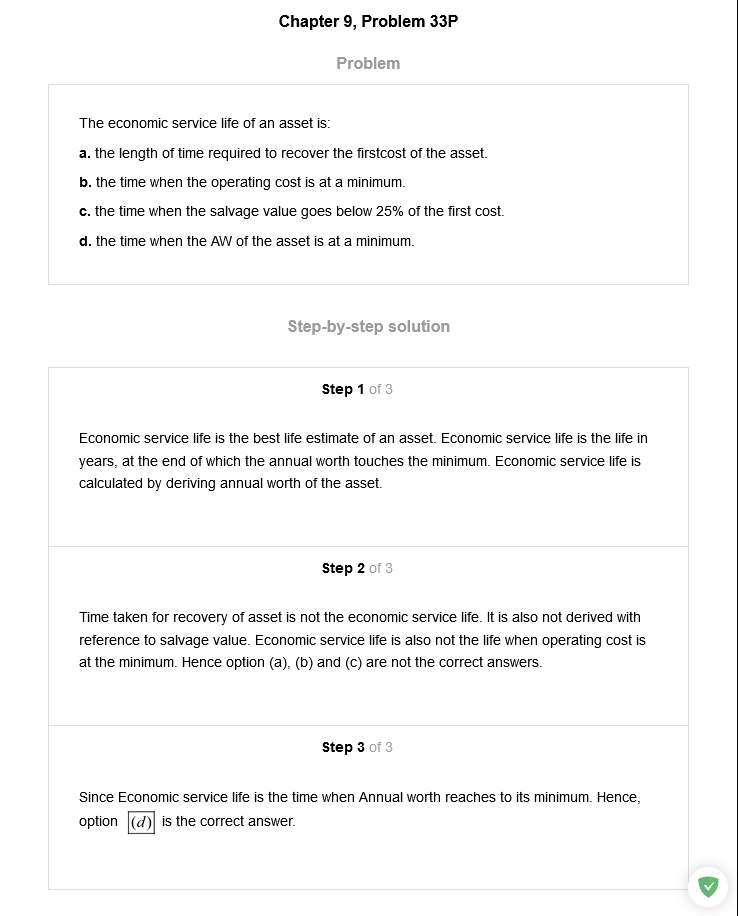 Chapter 9, Problem 33P
Problem
The economic service life of an asset is:
a. the length of time required to recover the firstcost of the asset.
b. the time when the operating cost is at a minimum.
c. the time when the salvage value goes below 25% of the first cost.
d. the time when the AW of the asset is at a minimum.
Step-by-step solution
Step 1 of 3
Economic service life is the best life estimate of an asset. Economic service life is the life in
years, at the end of which the annual worth touches the minimum. Economic service life is
calculated by deriving annual worth of the asset.
Step 2 of 3
Time taken for recovery of asset is not the economic service life. It is also not derived with
reference to salvage value. Economic service life is also not the life when operating cost is
at the minimum. Hence option (a), (b) and (c) are not the correct answers.
Step 3 of 3
Since Economic service life is the time when Annual worth reaches to its minimum. Hence,
option (d) is the correct answer.